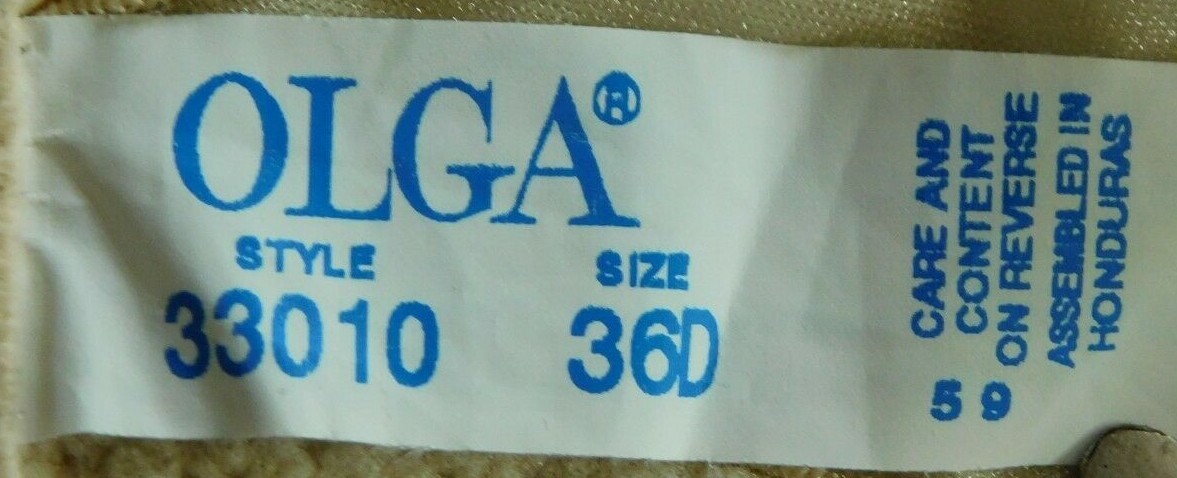 OLGA®
STYLE SIZE
33010 36D
CARE AND
CONTENT
ON REVERSE
ASSEMBLED IN
HONDURAS
5 9